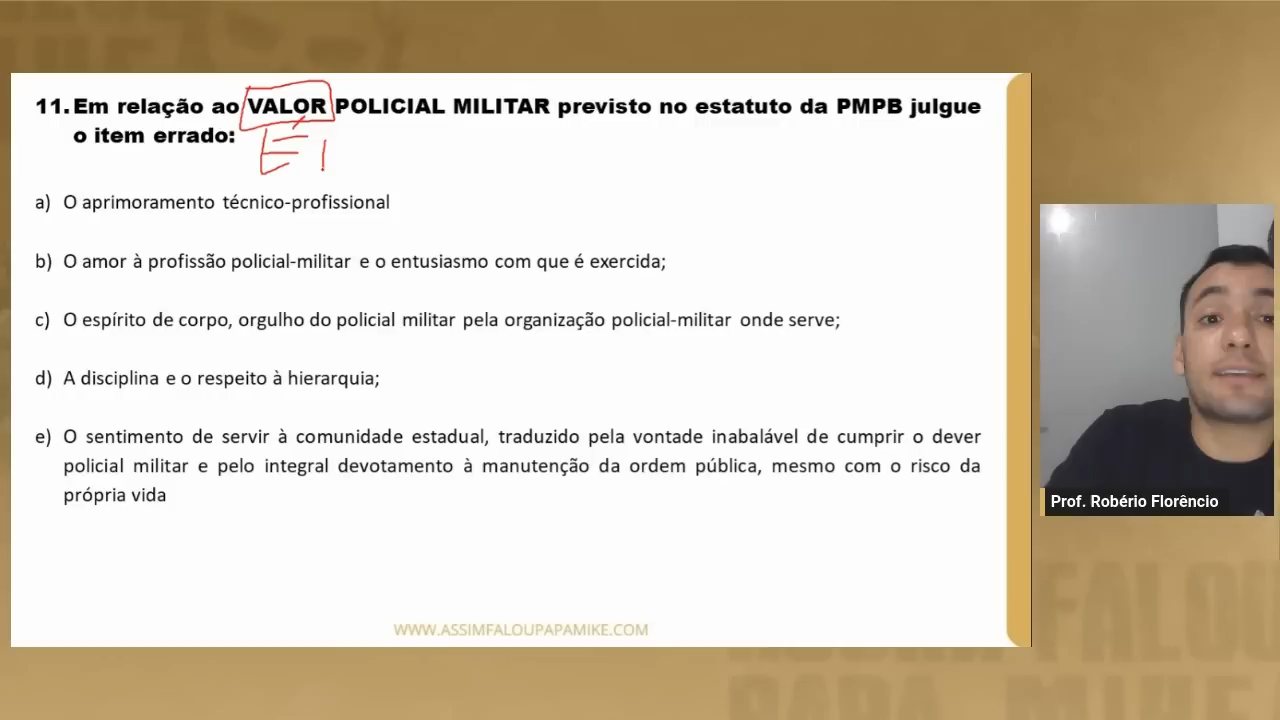 11. Em relação ao VALOR POLICIAL MILITAR previsto no estatuto da PMPB julgue
o item errado:
E
a) O aprimoramento técnico-profissional
b) O amor à profissão policial-militar e o entusiasmo com que é exercida;
c) O espírito de corpo, orgulho do policial militar pela organização policial-militar onde serve;
d) A disciplina e o respeito à hierarquia;
e) O sentimento de servir à comunidade estadual, traduzido pela vontade inabalável de cumprir o dever
policial militar e pelo integral devotamento à manutenção da ordem pública, mesmo com o risco da
própria vida
WWW.ASSIMFALOUPAPAMIKE.COM
Prof. Robério Florêncio